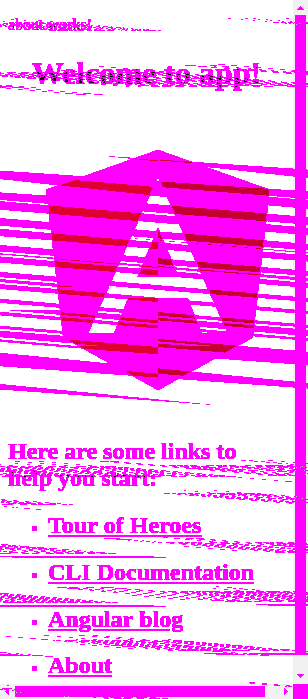 about works!
Welcome to app!
Here are some links to
help you start:
Tour of Heroes
CLI Documentation
Angular blog
About